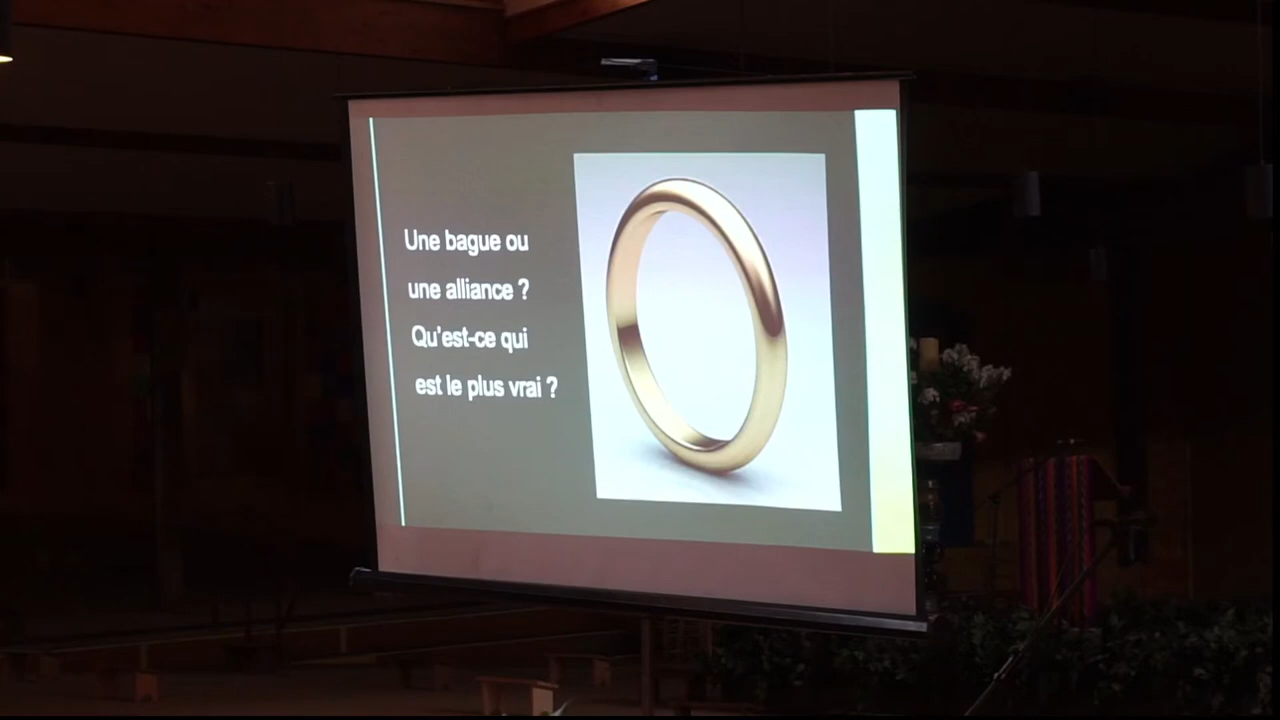 Une bague ou
une alliance ?
Qu'est-ce qui
est le plus vrai ?